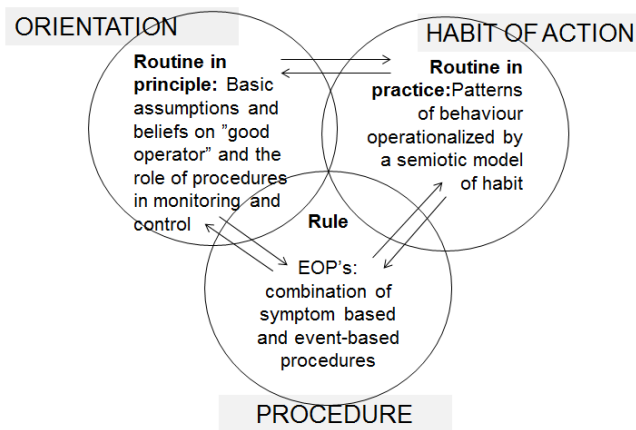 ORIENTATION
HABIT OF ACTION
Routine in
principle: Basic
assumptions and
beliefs on ”good
operator” and the
role of procedures
in monitoring and
control
Routine in
practice:Patterns
of behaviour
operationalized by
a semiotic model
of habit
Rule
EOP's:
combination of
symptom based
and event-based
procedures
PROCEDURE